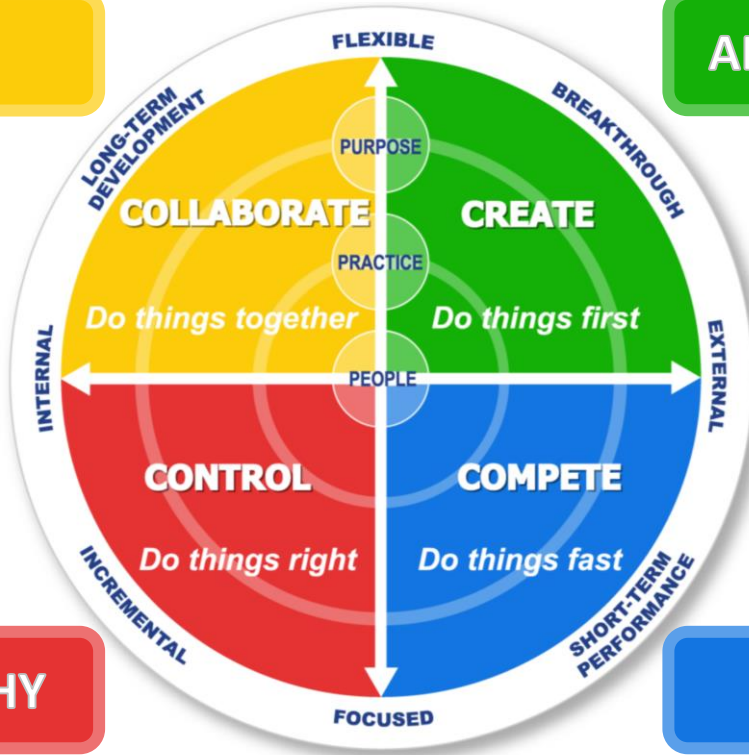 FLEXIBLE
LONG-TERM
DEVELOPMENT
BREAKTHROUGH
PURPOSE
COLLABORATE
CREATE
PRACTICE
Do things together
Do things first
INTERNAL
PEOPLE
EXTERNAL
CONTROL
COMPETE
Do things right
Do things fast
INCREMENTAL
SHORT-TERM
PERFORMANCE
FOCUSED